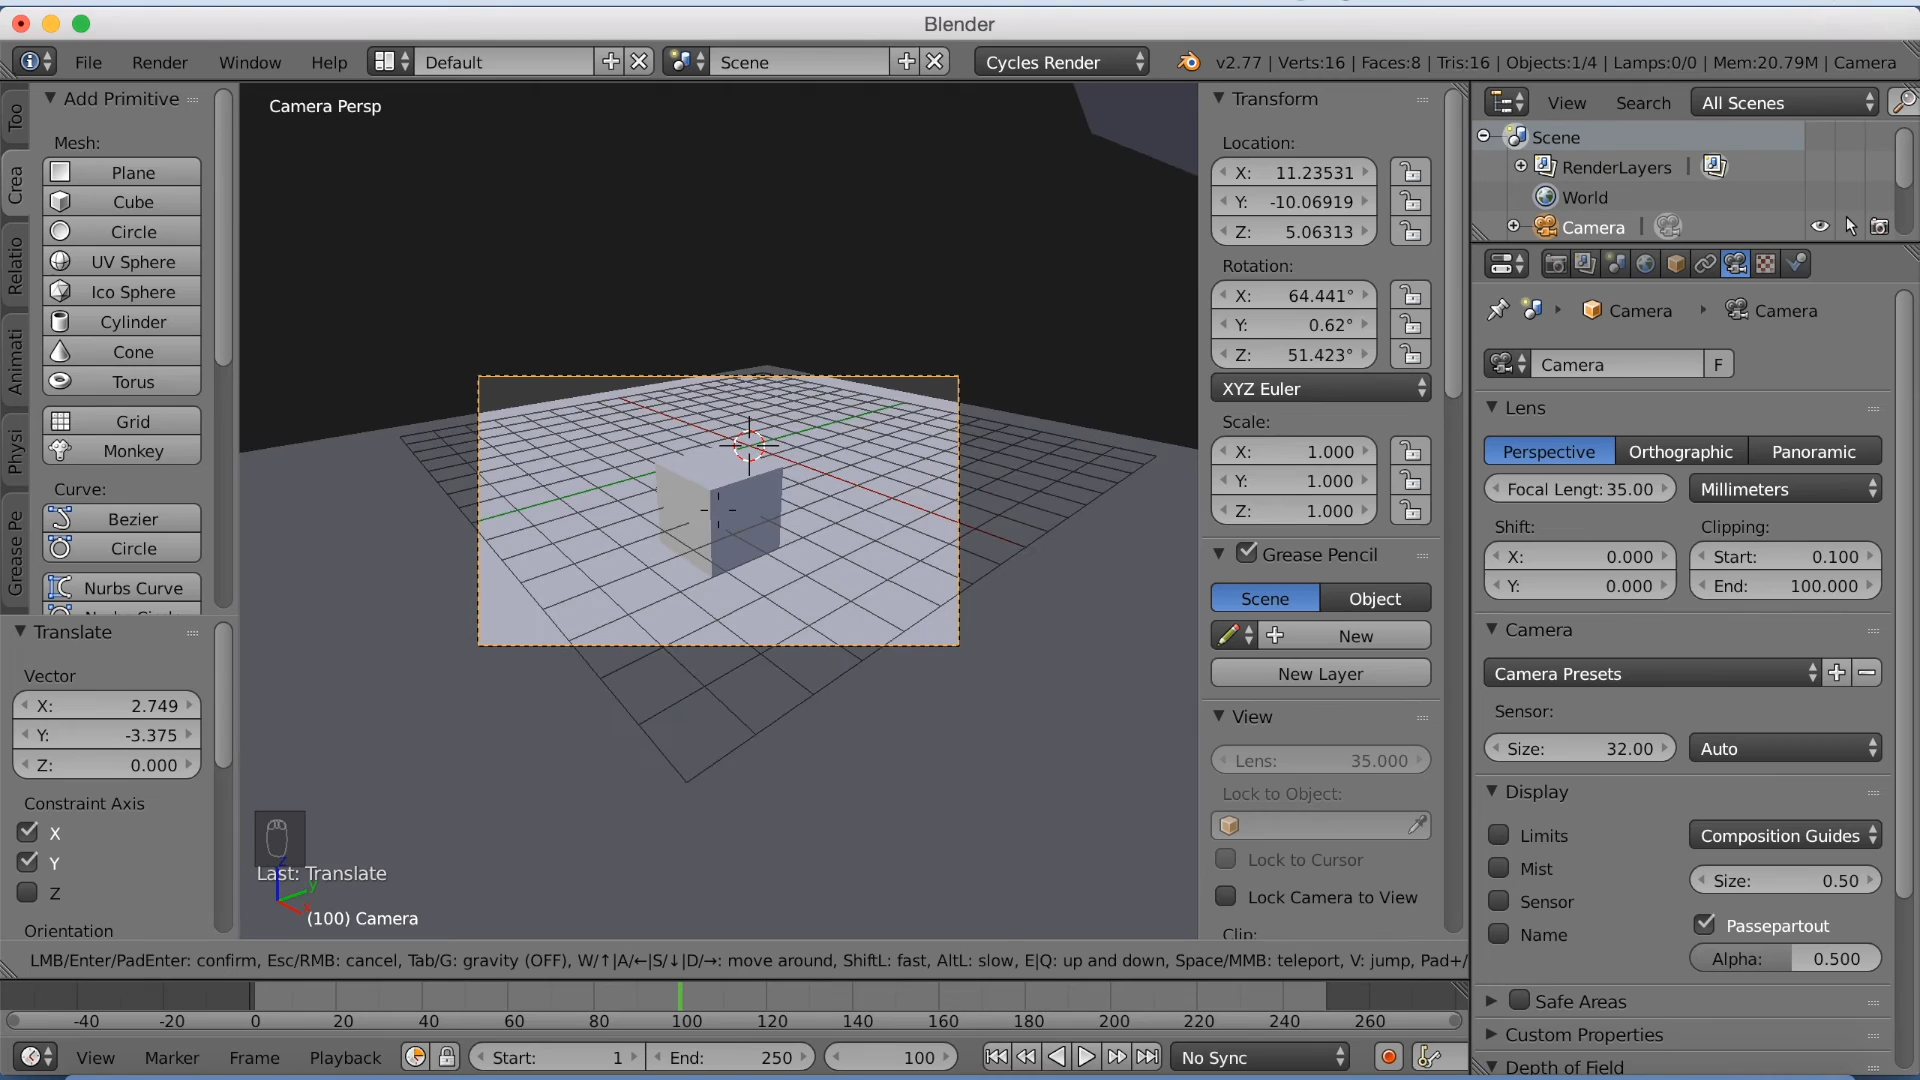 Blender
File Render Window Help Default Scene Cycles Render v2.77 | Verts:16 | Faces:8 | Tris:16 | Objects:1/4 | Lamps:0/0 | Mem:20.79M | Camera
Too
Crea
Relatio
Animati
Physi
Grease Pe
Add Primitive
Mesh:
Plane
Cube
Circle
UV Sphere
Ico Sphere
Cylinder
Cone
Torus
Grid
Monkey
Curve:
Bezier
Circle
Nurbs Curve
Translate
Vector
X: 2.749
Y: -3.375
Z: 0.000
Constraint Axis
X
Y
Z
Orientation
Camera Persp
Last: Translate
z
y
x
(100) Camera
Transform
Location:
X: 11.23531
Y: -10.06919
Z: 5.06313
Rotation:
X: 64.441°
Y: 0.62°
Z: 51.423°
XYZ Euler
Scale:
X: 1.000
Y: 1.000
Z: 1.000
Grease Pencil
Scene Object
New
New Layer
View
Lens: 35.000
Lock to Object:
Lock to Cursor
Lock Camera to View
Clip:
View Search All Scenes
Scene
RenderLayers |
World
Camera |
Camera Camera
Camera F
Lens
Perspective Orthographic Panoramic
Focal Lengt: 35.00 Millimeters
Shift: Clipping:
X: 0.000 Start: 0.100
Y: 0.000 End: 100.000
Camera
Camera Presets
Sensor:
Size: 32.00 Auto
Display
Limits Composition Guides
Mist
Size: 0.50
Sensor
Passepartout
Name
Alpha: 0.500
Safe Areas
Custom Properties
Depth of Field
LMB/Enter/PadEnter: confirm, Esc/RMB: cancel, Tab/G: gravity (OFF), W/↑|A/←|S/↓|D/→: move around, ShiftL: fast, AltL: slow, E|Q: up and down, Space/MMB: teleport, V: jump, Pad+/
-40 -20 0 20 40 60 80 100 120 140 160 180 200 220 240 260
View Marker Frame Playback Start: 1 End: 250 100 No Sync